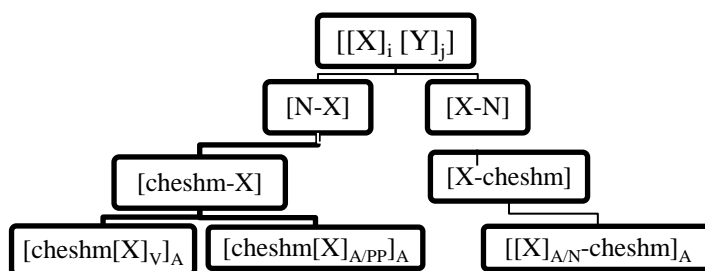 [[X]i [Y]j]
[N-X] [X-N]
[cheshm-X] [X-cheshm]
[cheshm[X]V]A [cheshm[X]A/PP]A [[X]A/N-cheshm]A